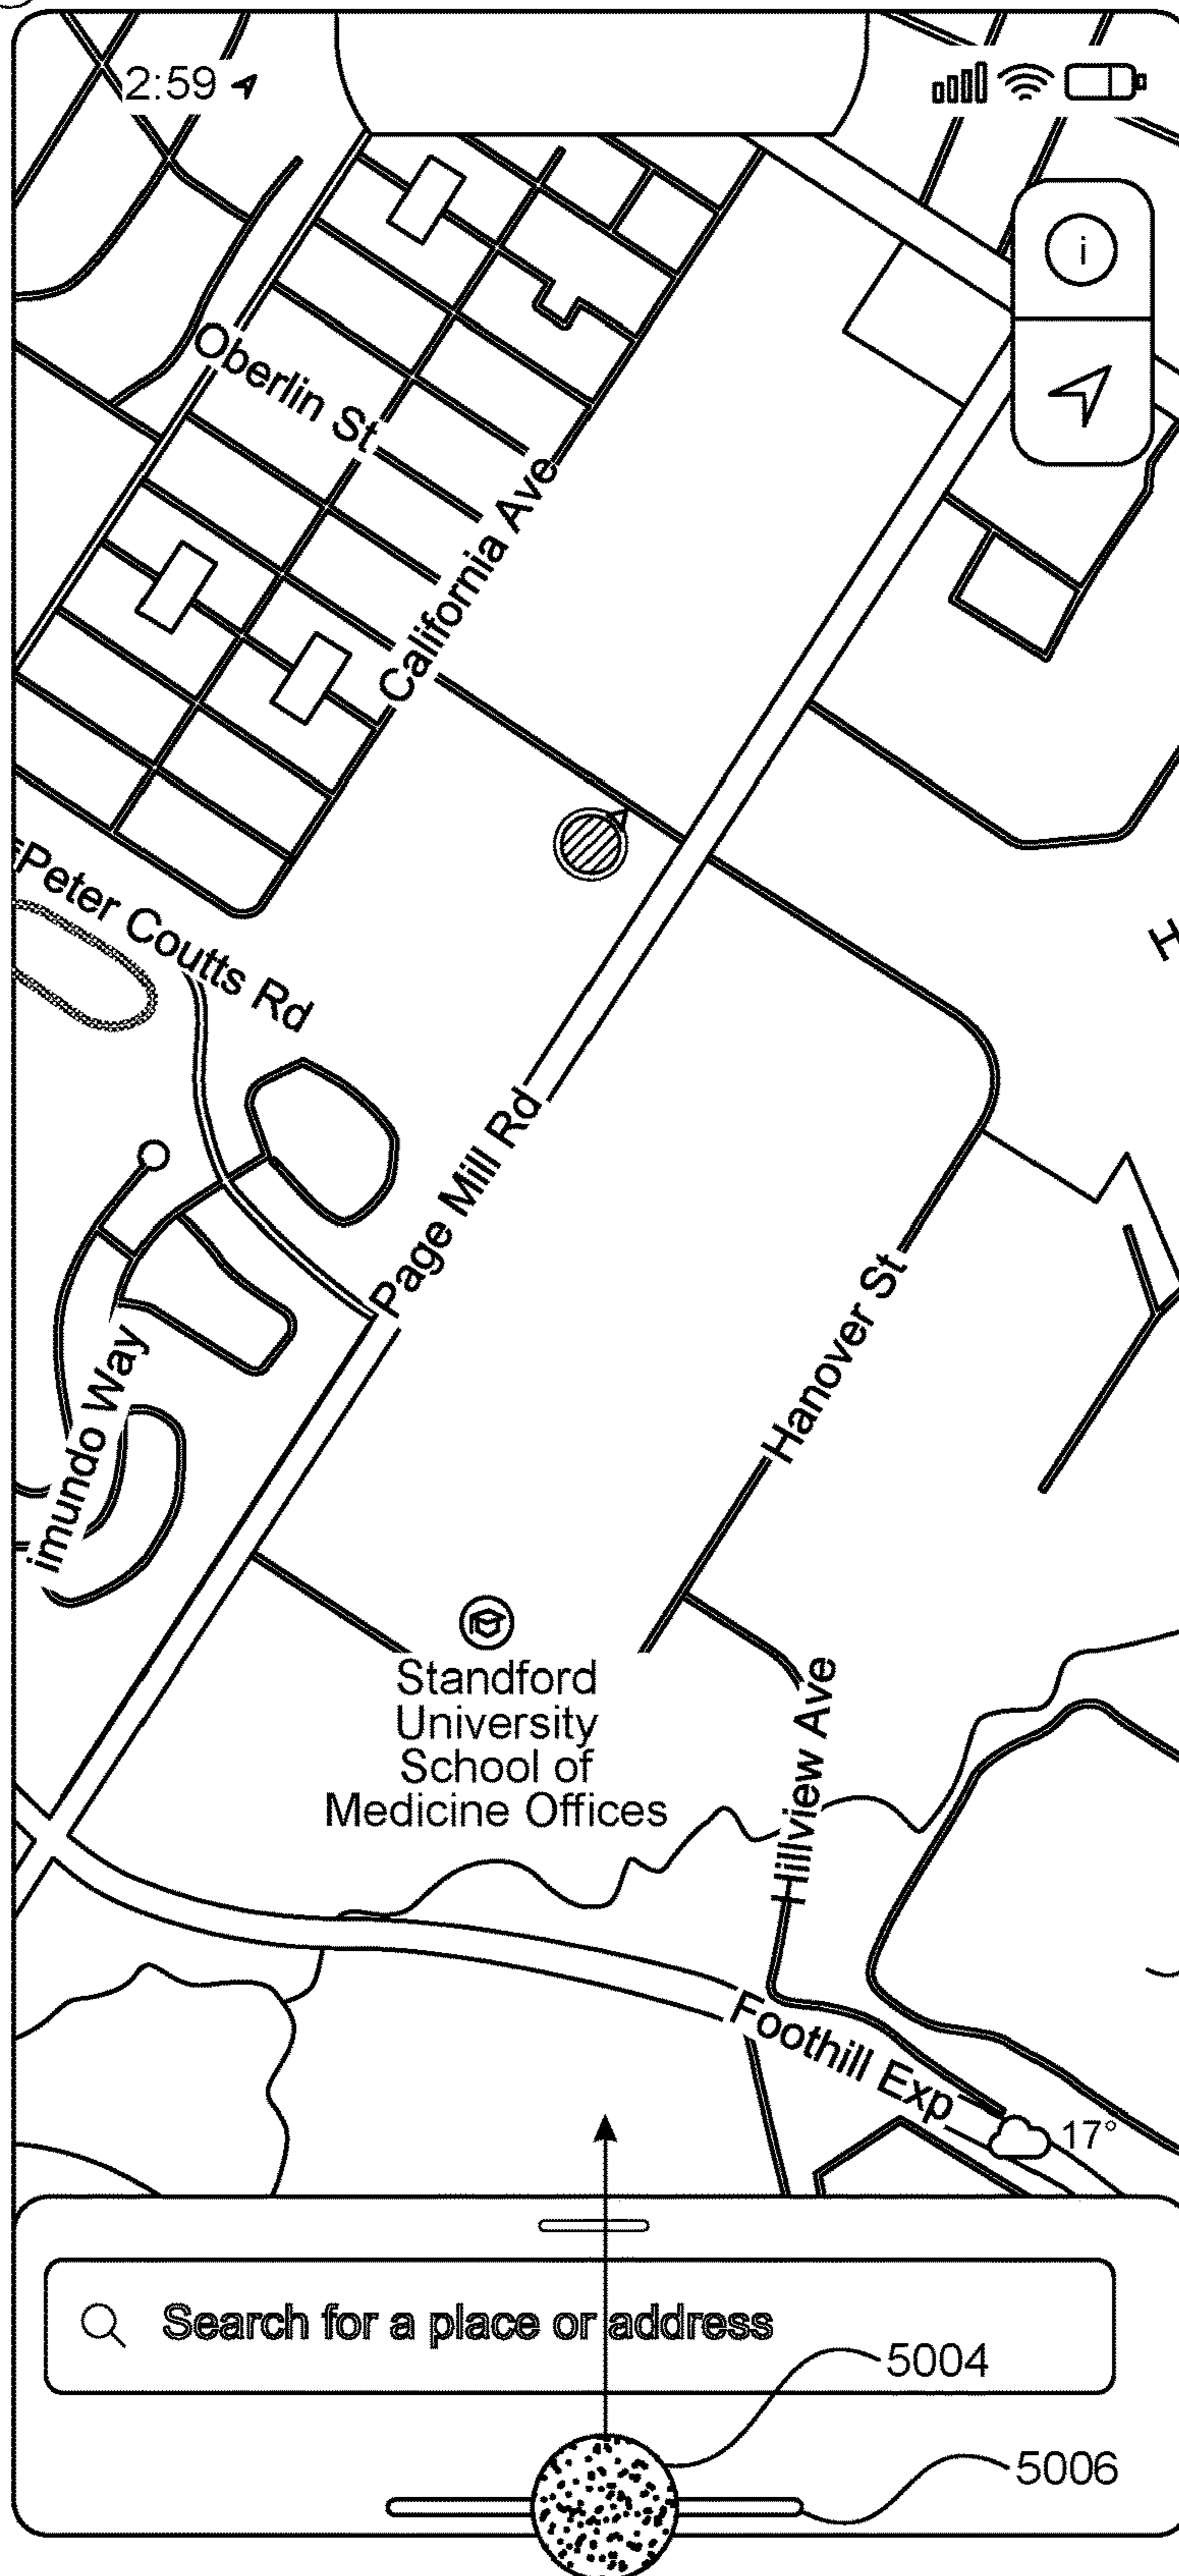 2:59
i
Oberlin St
California Ave
Peter Coutts Rd
H
Page Mill Rd
Hanover St
imundo Way
Standford
University
School of
Medicine Offices
Hillview Ave
Foothill Exp
17°
Search for a place or address
5004
5006